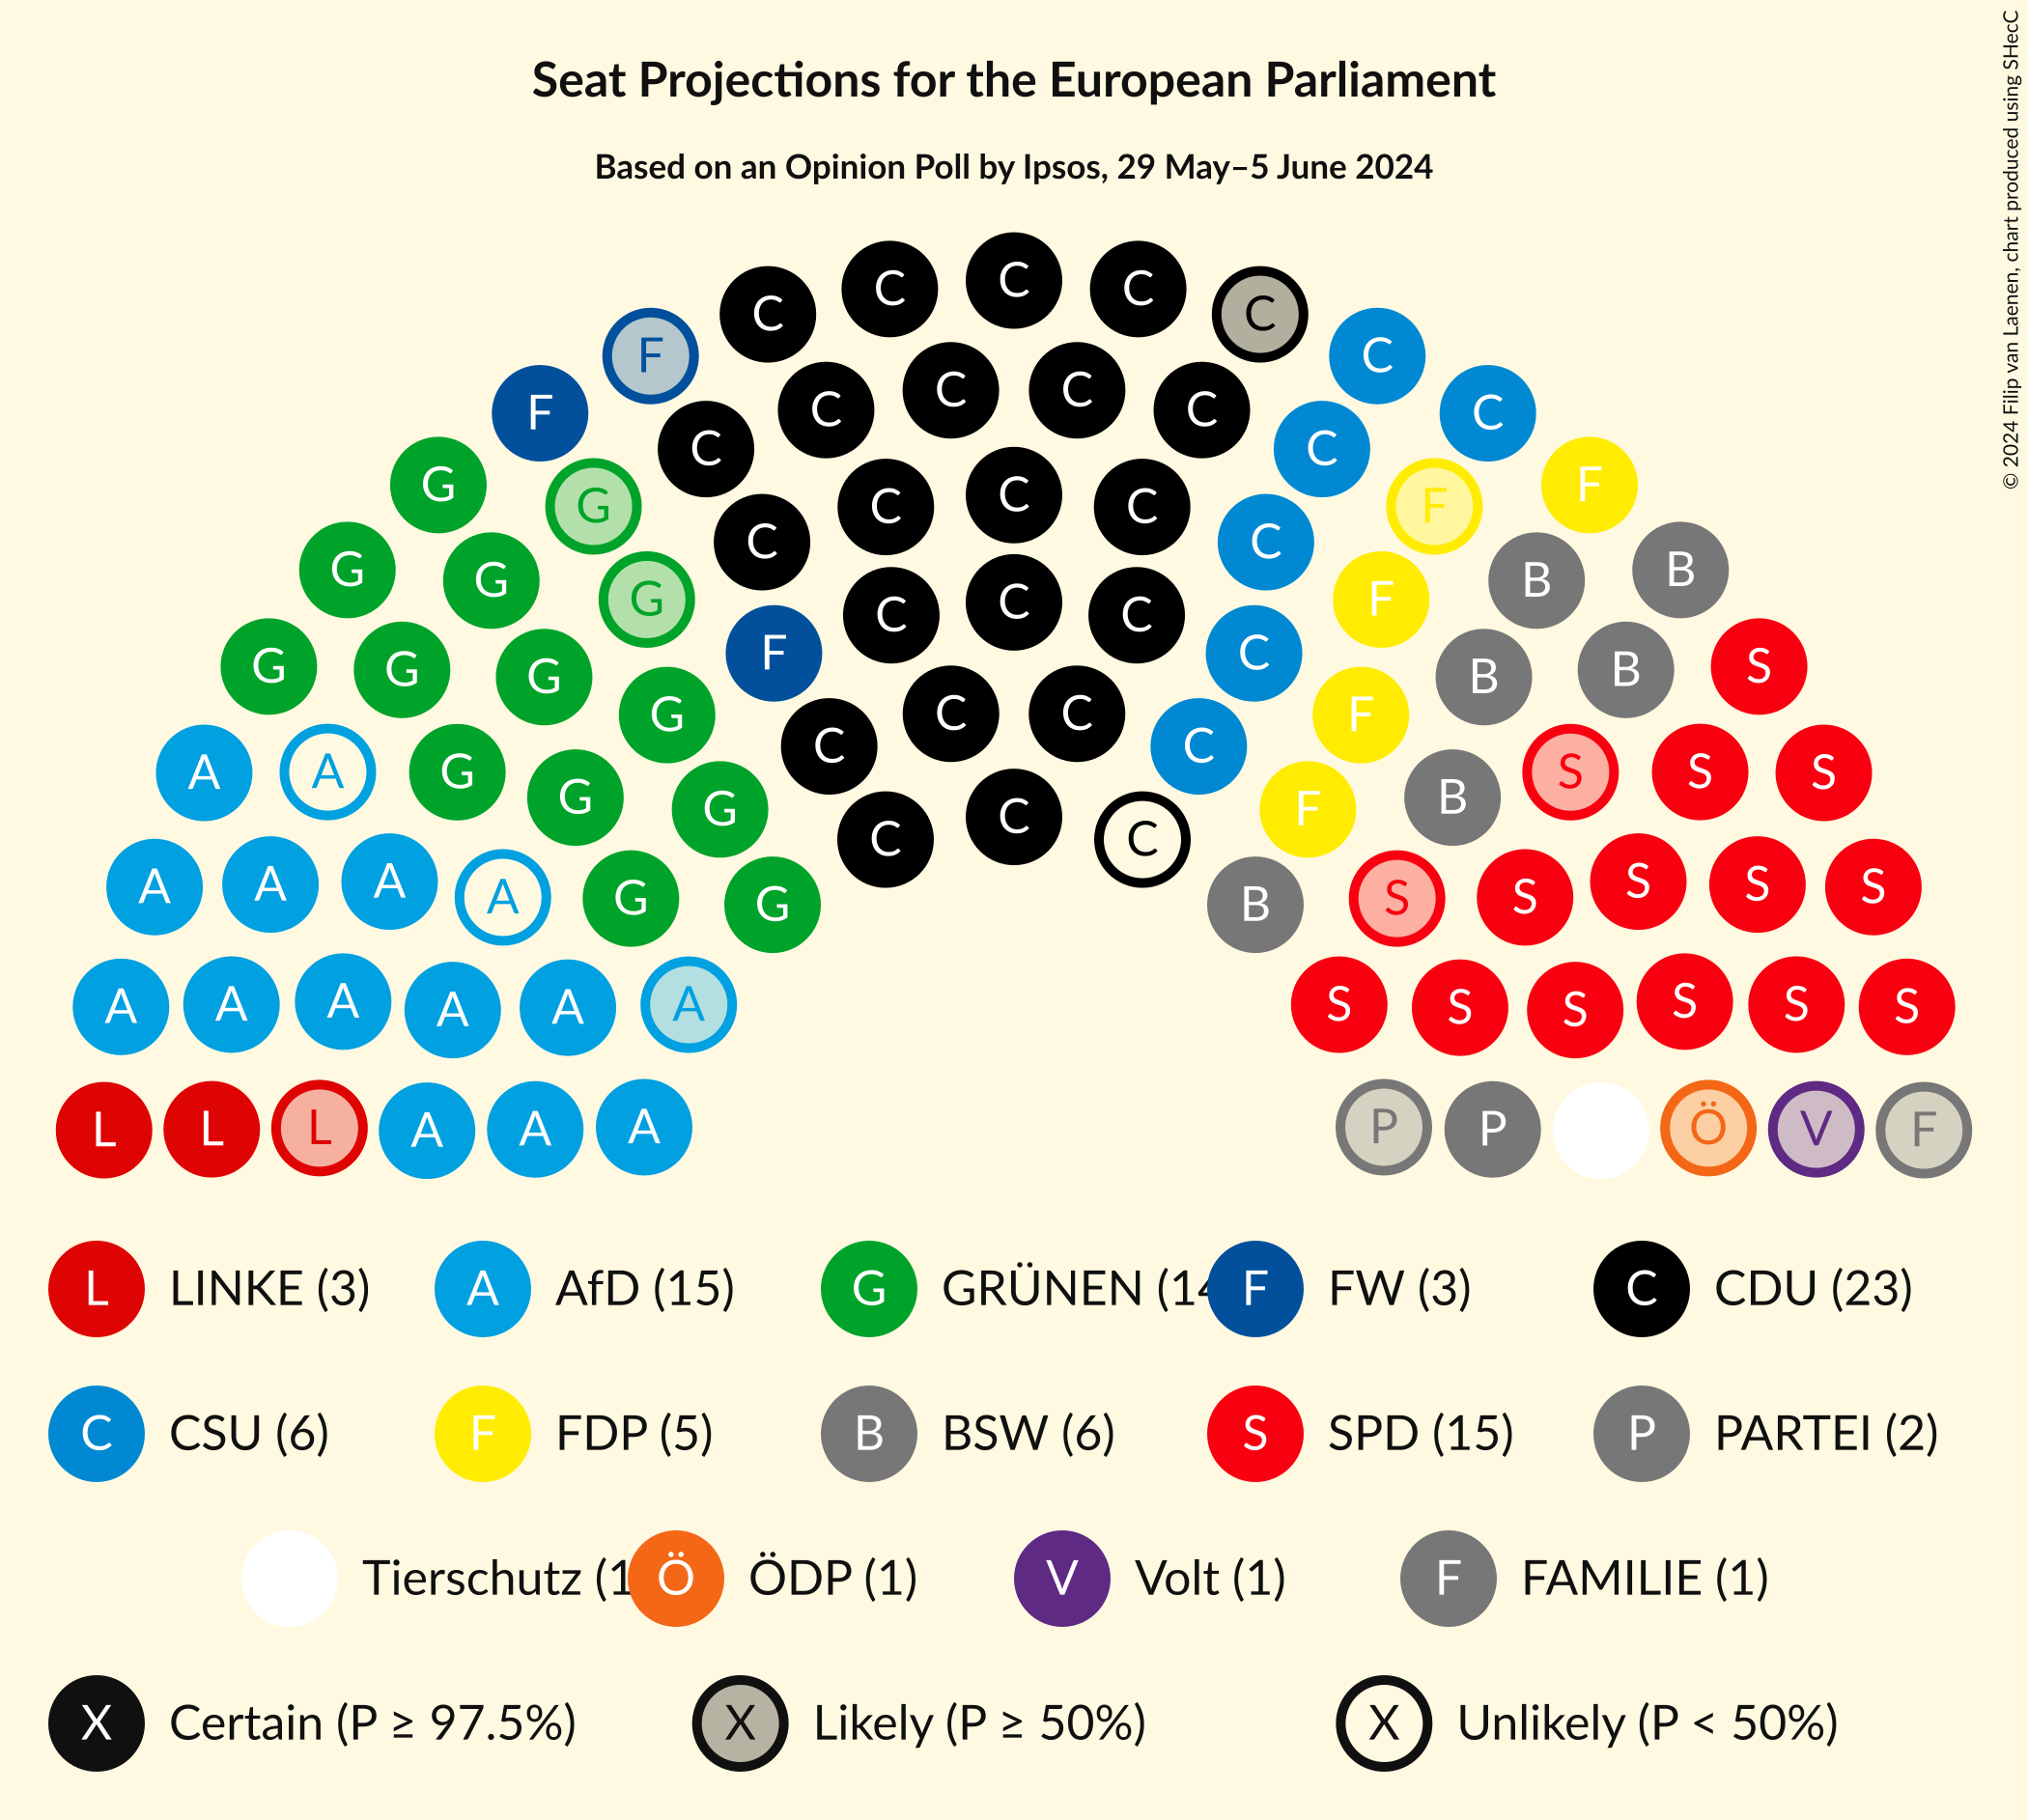 © 2024 Filip van Laenen, chart produced using SHecC
Seat Projections for the European Parliament
Based on an Opinion Poll by Ipsos, 29 May–5 June 2024
C C C C C
F C
F C C C C C
C C
G G C C C F F
C C
G G G C C C F B B
G G G F C B B S
G C C F
A A G G C C B S S S
G C C C F
A A A A G G B S S S S S
A A A A A A S S S S S S
L L L A A A P P Ö V F
L LINKE (3) A AfD (15) G GRÜNEN (14 F FW (3) C CDU (23)
C CSU (6) F FDP (5) B BSW (6) S SPD (15) P PARTEI (2)
Tierschutz (1 Ö ÖDP (1) V Volt (1) F FAMILIE (1)
X Certain (P ≥ 97.5%) X Likely (P ≥ 50%) X Unlikely (P < 50%)